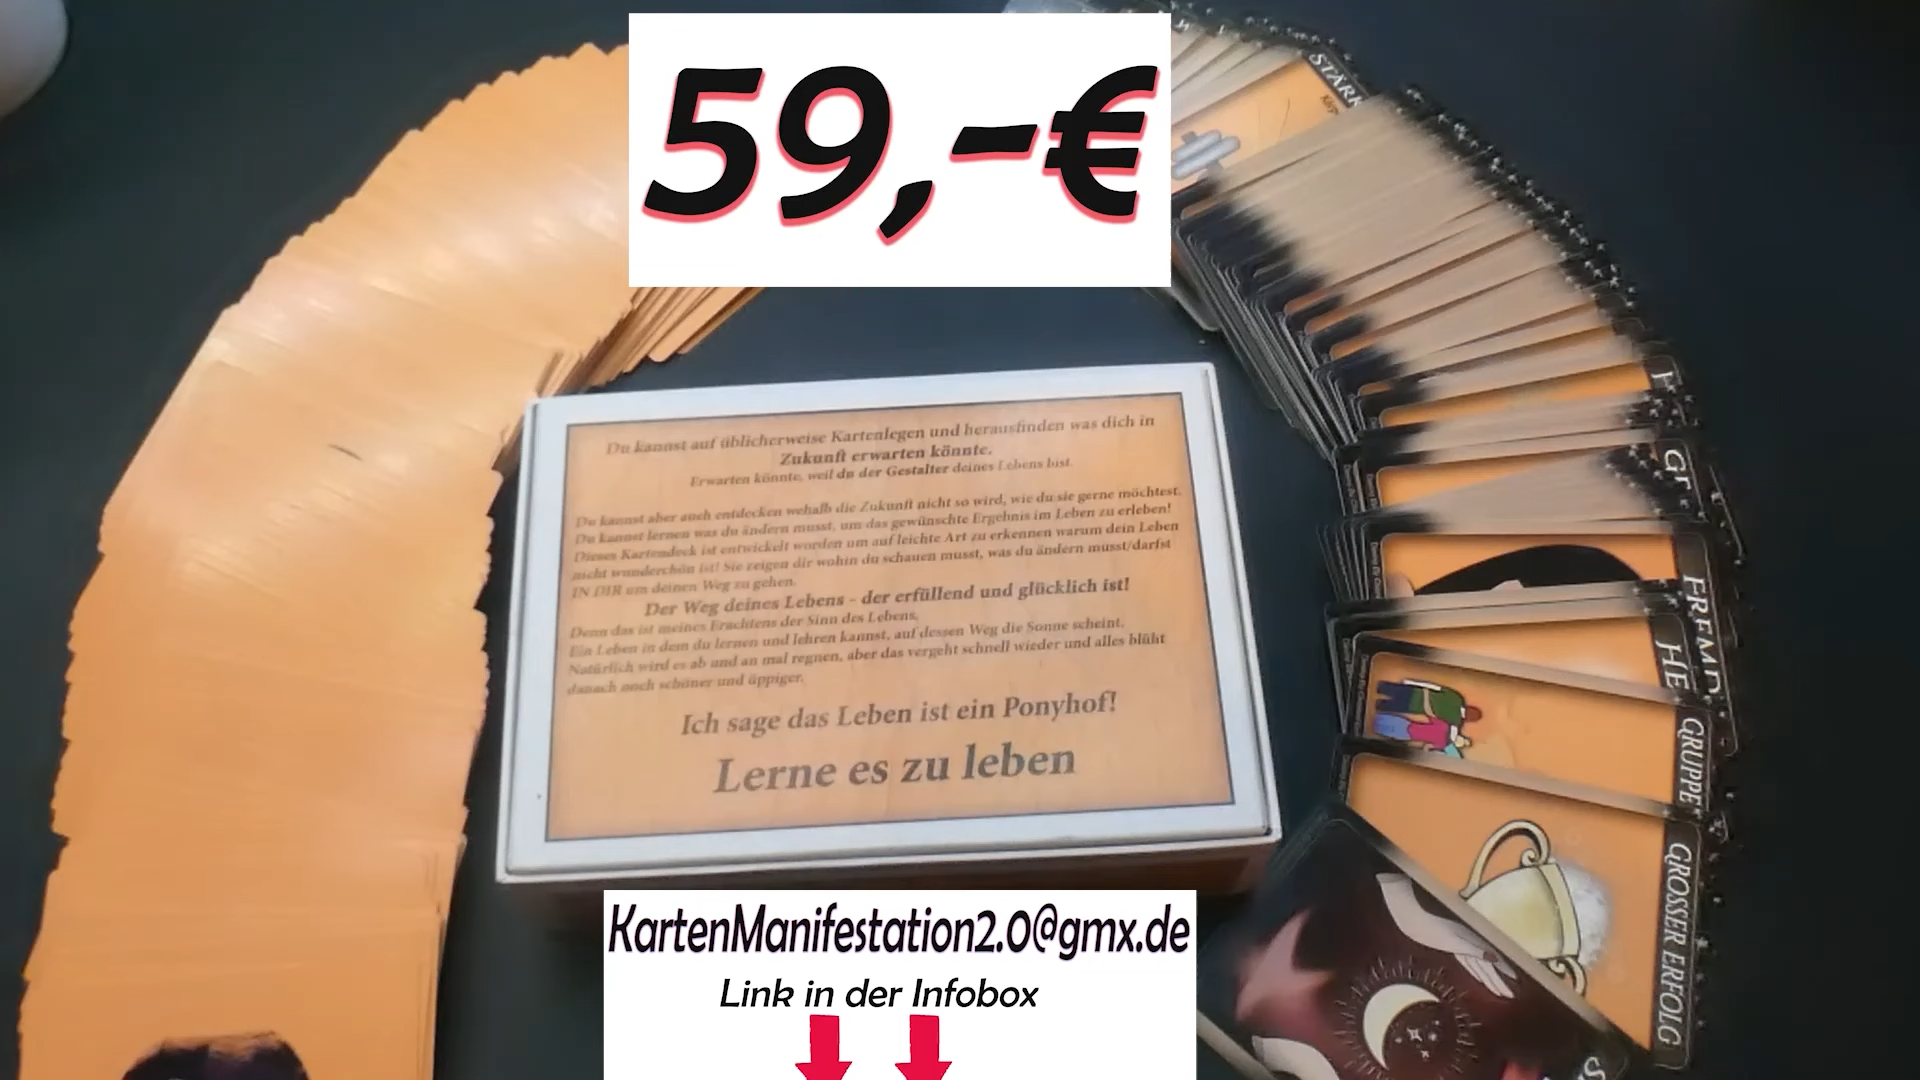 59,-€
STÄRK
Du kannst auf üblicherweise Kartenlegen und herausfinden was dich in
Zukunft erwarten könnte.
Erwarten könnte, weil du der Gestalter deines Lebens bist.
Du kannst aber auch entdecken wehalb die Zukunft nicht so wird, wie du sie gerne möchtest.
Du kannst lernen was du ändern musst, um das gewünschte Ergebnis im Leben zu erleben!
Dieses Kartendeck ist entwickelt worden um auf leichte Art zu erkennen warum dein Leben
nicht wunderschön ist! Sie zeigen dir wohin du schauen musst, was du ändern musst/darfst
IN DIR um deinen Weg zu gehen.
Der Weg deines Lebens - der erfüllend und glücklich ist!
Denn das ist meines Erachtens der Sinn des Lebens.
Ein Leben in dem du lernen und lehren kannst, auf dessen Weg die Sonne scheint.
Natürlich wird es ab und an mal regnen, aber das vergeht schnell wieder und alles blüht
danach noch schöner und üppiger.
Ich sage das Leben ist ein Ponyhof!
Lerne es zu leben
FREMD
HE
GRUPPE
GROSSER ERFOLG
KartenManifestation2.0@gmx.de
Link in der Infobox